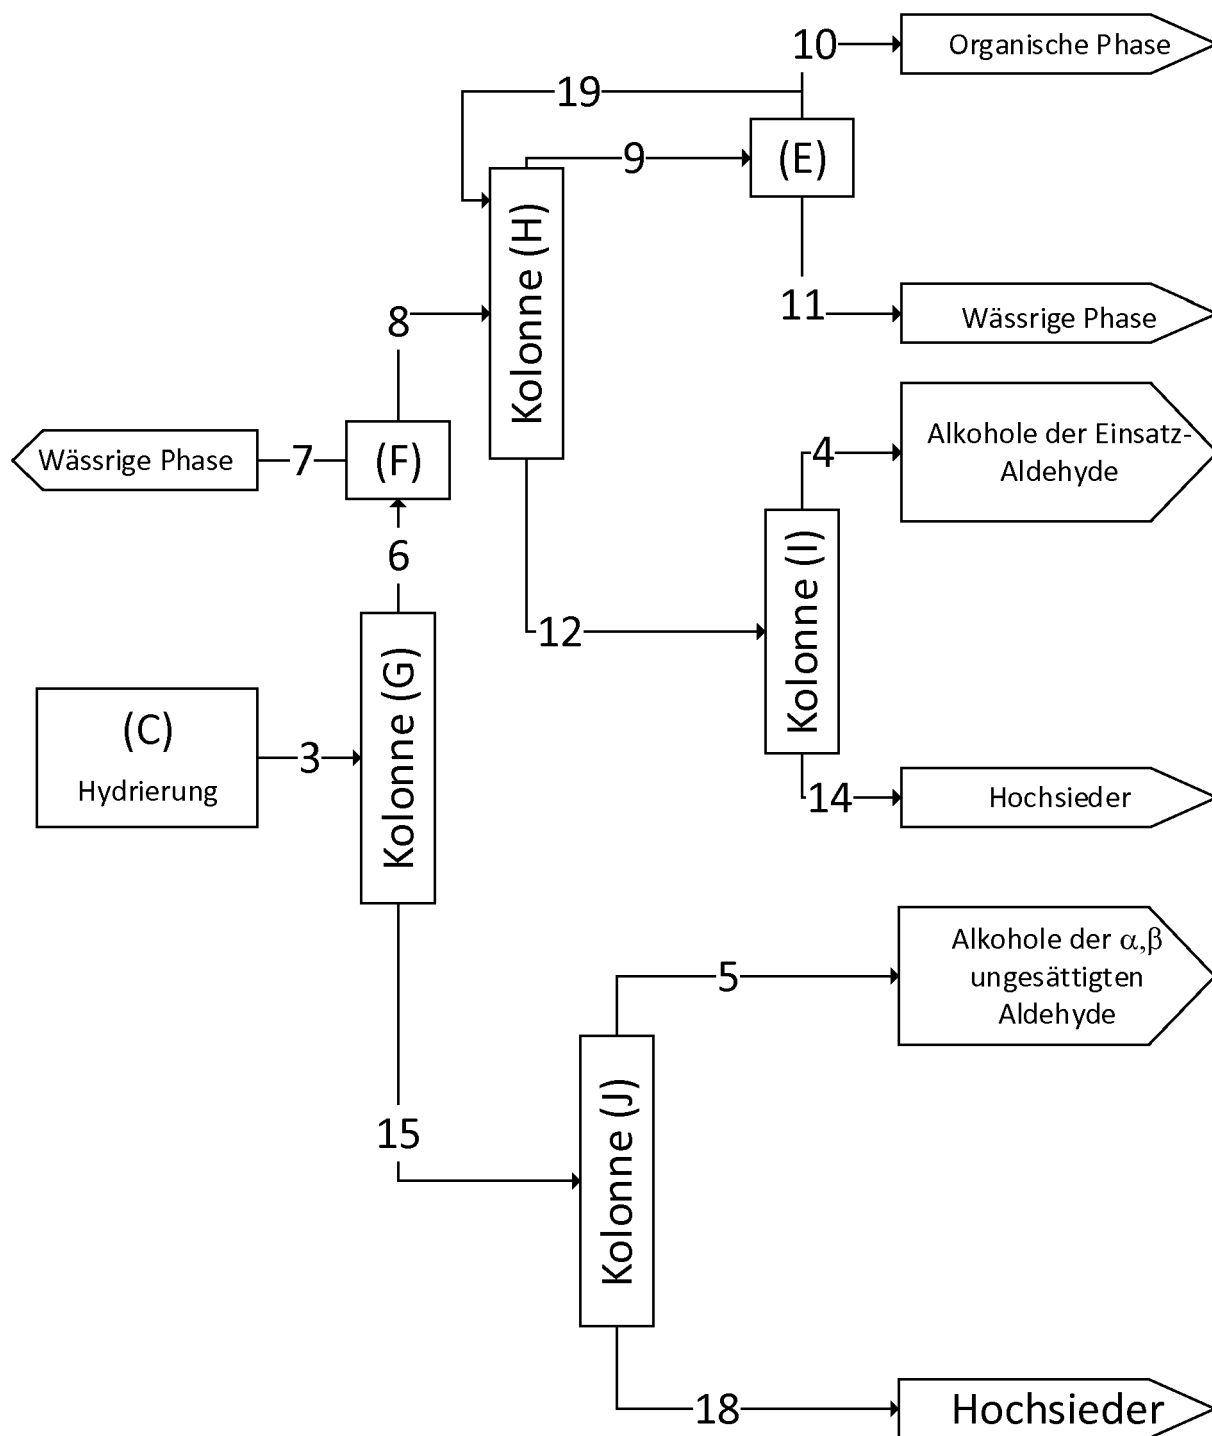 10
Organische Phase
19
9
(E)
Kolonne (H)
8
11
Wässrige Phase
Alkohole der Einsatz-
Aldehyde
4
Wässrige Phase
7
(F)
6
Kolonne (I)
12
(C)
Hydrierung
3
Kolonne (G)
14
Hochsieder
Alkohole der α,β
ungesättigten
Aldehyde
5
15
Kolonne (J)
18
Hochsieder